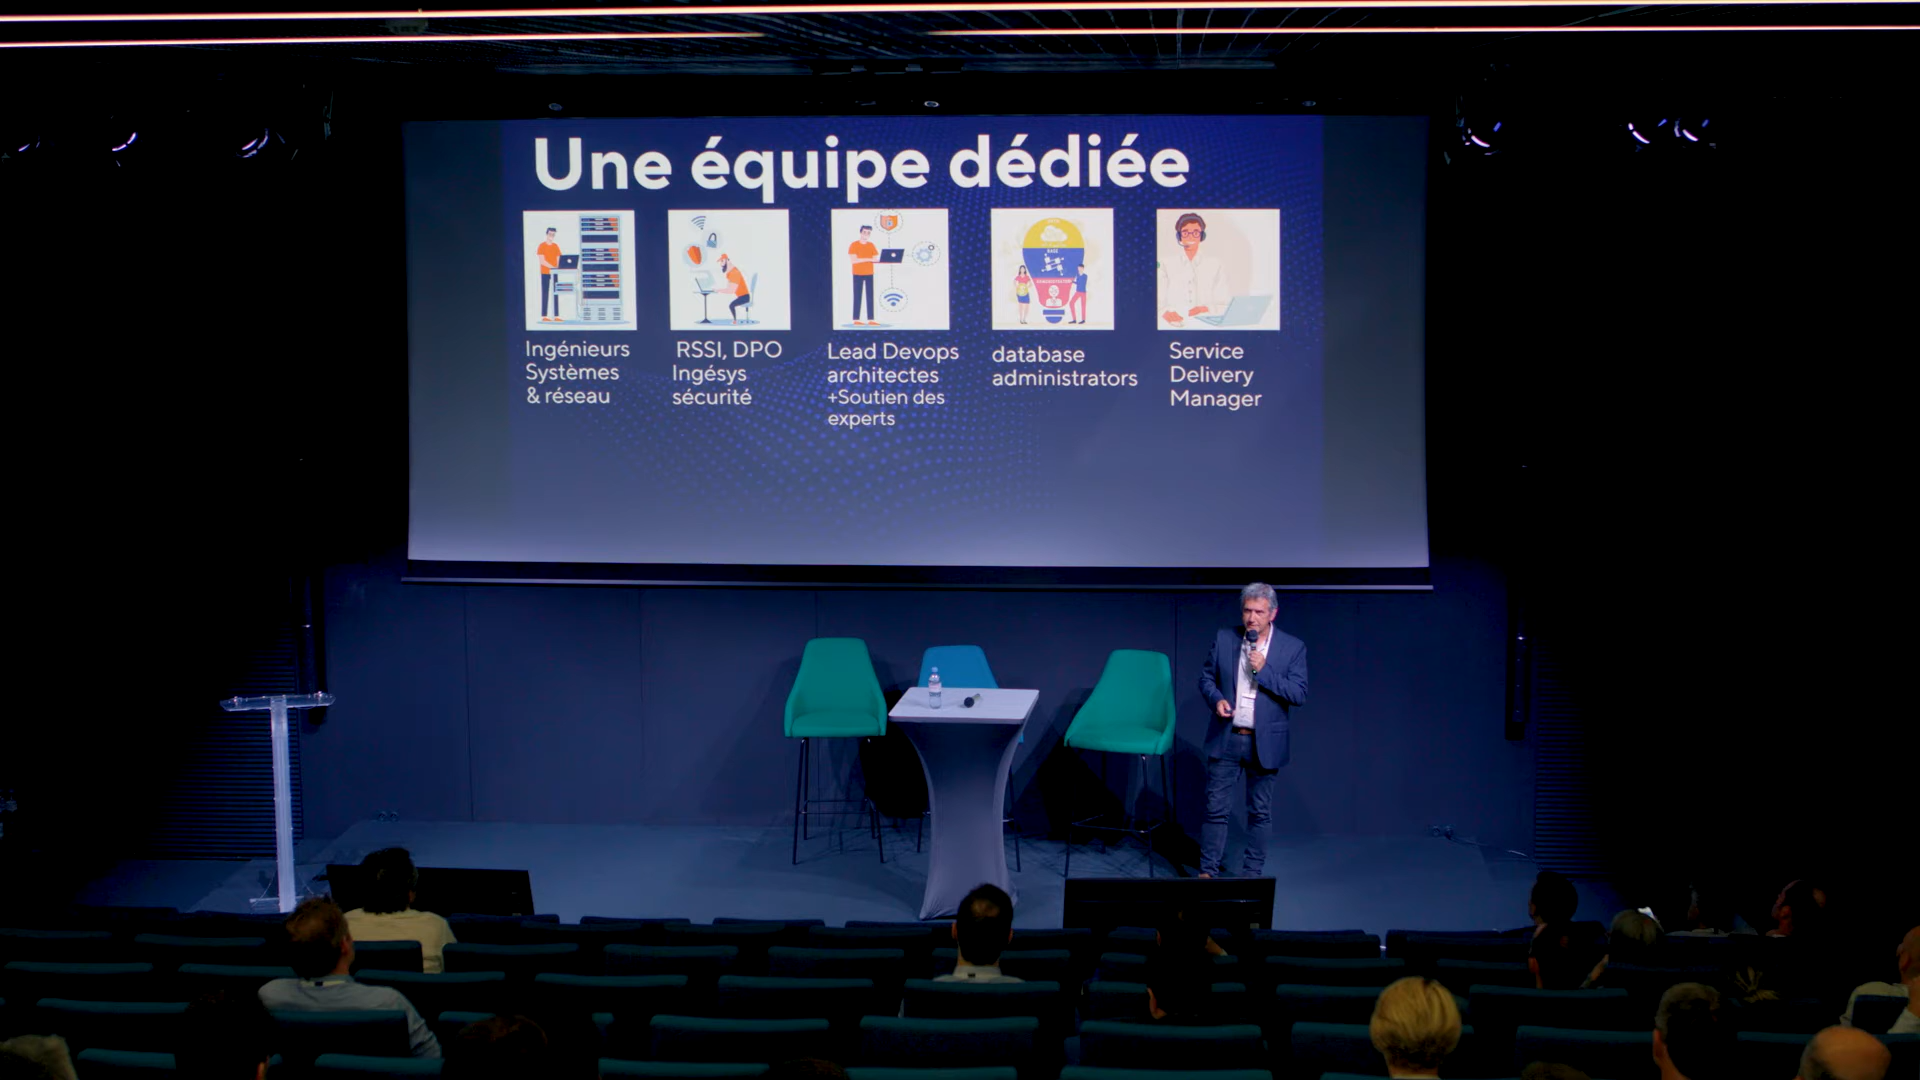 Une équipe dédiée
Ingénieurs
Systèmes
& réseau
RSSI, DPO
Ingésys
sécurité
Lead Devops
architectes
+Soutien des
experts
database
administrators
Service
Delivery
Manager